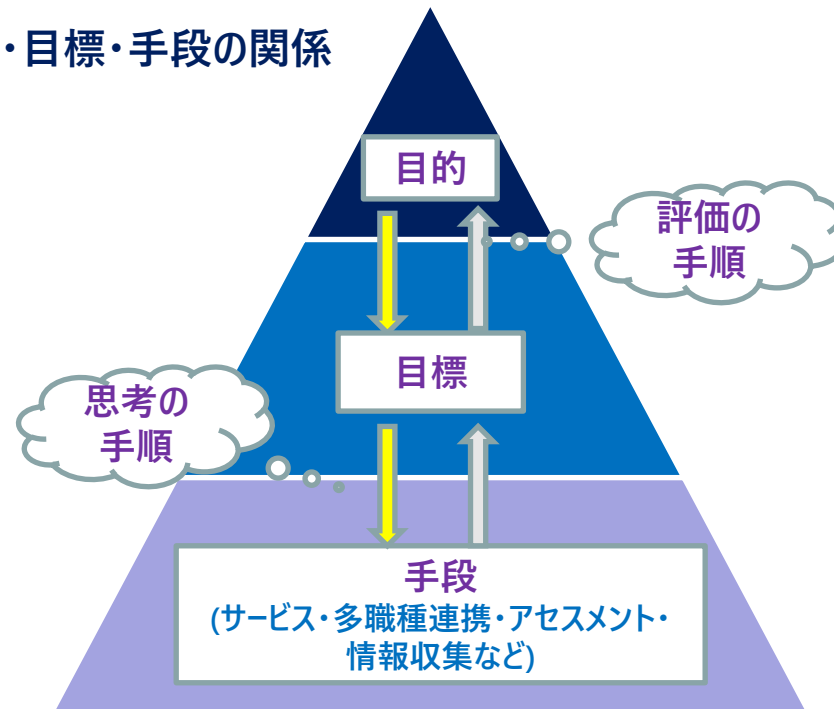 ・目標・手段の関係
目的
評価の
手順
目標
思考の
手順
手段
(サービス・多職種連携・アセスメント・
情報収集など)